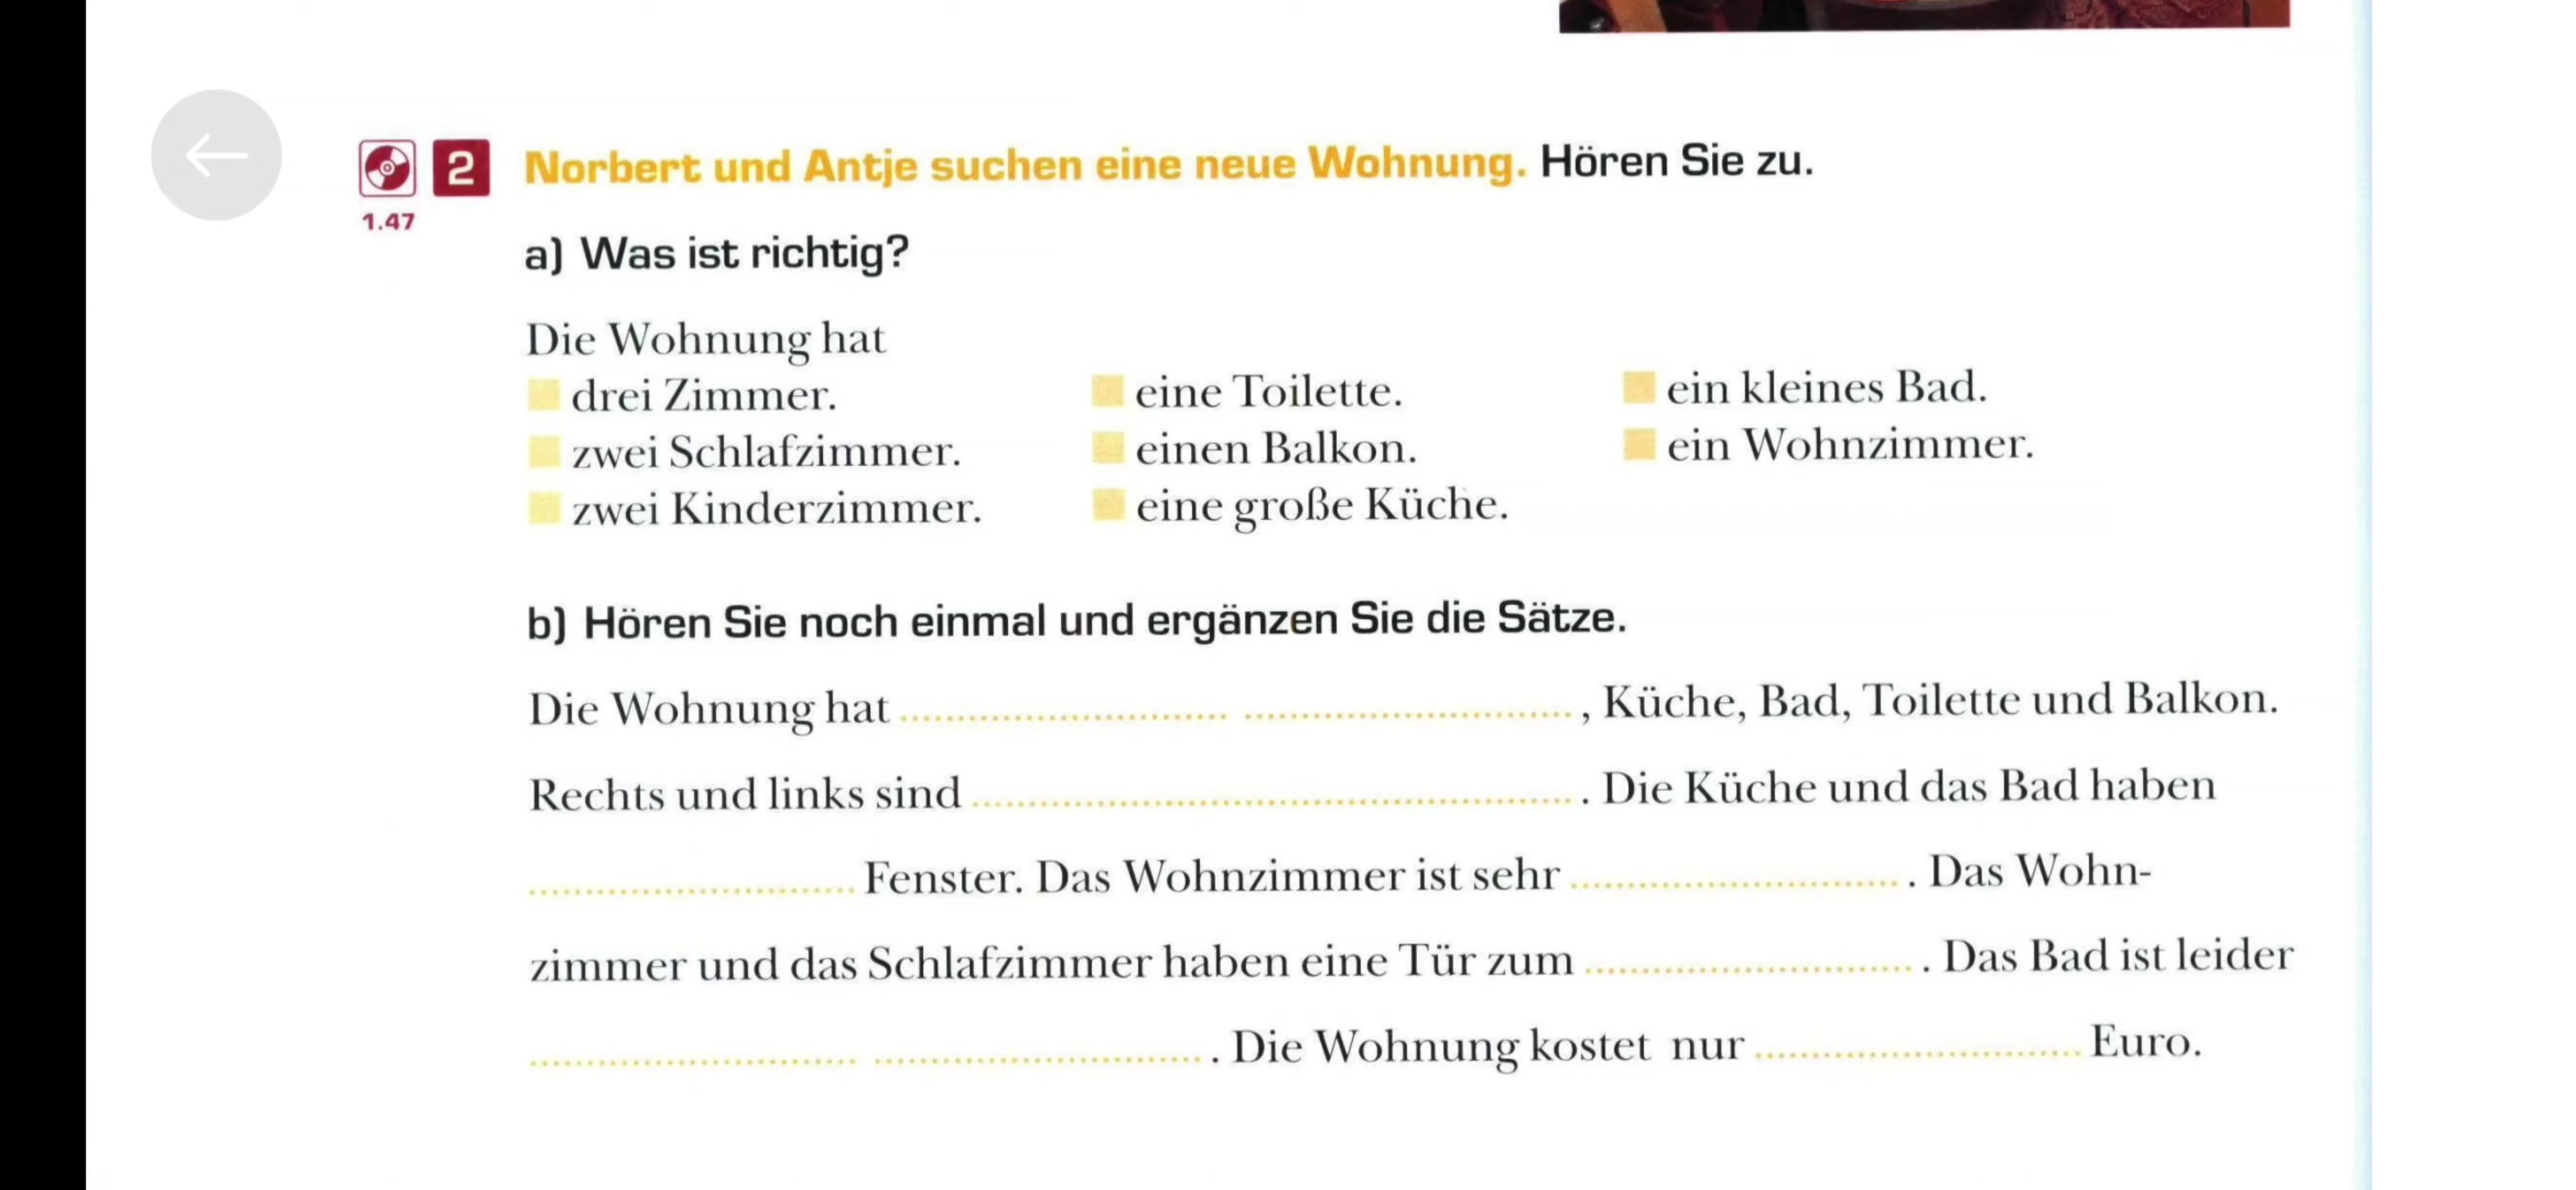 2 Norbert und Antje suchen eine neue Wohnung. Hören Sie zu.
1.47
a) Was ist richtig?
Die Wohnung hat
drei Zimmer.
zwei Schlafzimmer.
zwei Kinderzimmer.
eine Toilette.
einen Balkon.
eine große Küche.
ein kleines Bad.
ein Wohnzimmer.
b) Hören Sie noch einmal und ergänzen Sie die Sätze.
Die Wohnung hat .............................. .............................., Küche, Bad, Toilette und Balkon.
Rechts und links sind ........................................................ . Die Küche und das Bad haben
.............................. Fenster. Das Wohnzimmer ist sehr .............................. . Das Wohn-
zimmer und das Schlafzimmer haben eine Tür zum .............................. . Das Bad ist leider
.............................. .............................. . Die Wohnung kostet nur .............................. Euro.